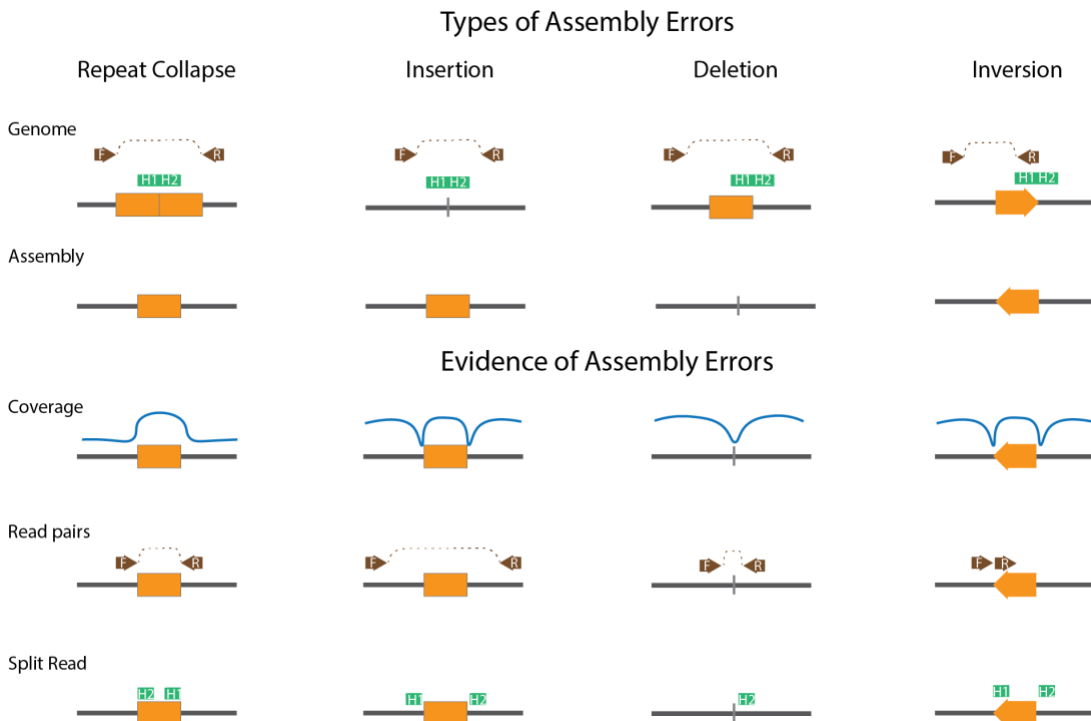 Types of Assembly Errors
Repeat Collapse Insertion Deletion Inversion
Genome
F R F R F R F R
H1 H2 H1 H2 H1 H2 H1 H2
Assembly
Evidence of Assembly Errors
Coverage
Read pairs
F R F R F R F R
Split Read
H2 H1 H1 H2 H2 H1 H2